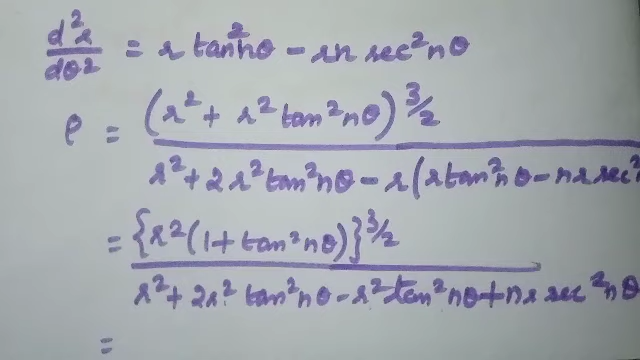 d²r/dθ² = r tan²nθ - rn sec²nθ
ρ = (r² + r² tan²nθ)^3/2 / r² + 2r² tan²nθ - r(r tan²nθ - nr sec²
= {r²(1 + tan²nθ)}^3/2 / r² + 2r² tan²nθ - r² tan²nθ + nr sec²nθ
=